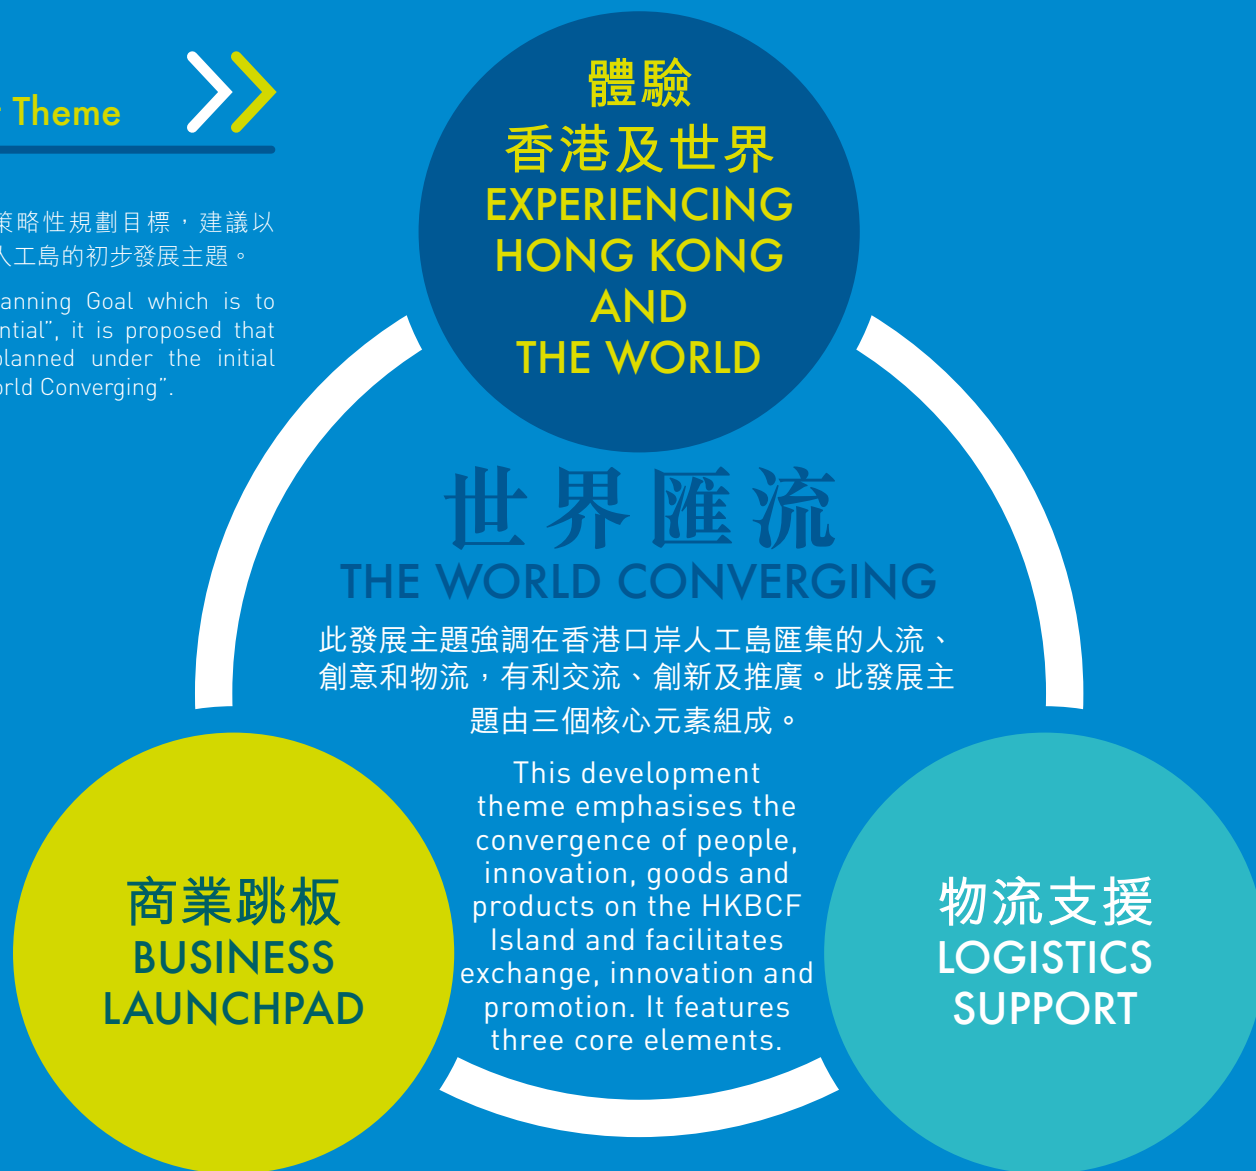 Theme
策略性規劃目標，建議以
人工島的初步發展主題。
anning Goal which is to
ntial”, it is proposed that
planned under the initial
orld Converging”.
體驗
香港及世界
EXPERIENCING
HONG KONG
AND
THE WORLD
世界匯流
THE WORLD CONVERGING
此發展主題強調在香港口岸人工島匯集的人流、
創意和物流，有利交流、創新及推廣。此發展主
題由三個核心元素組成。
This development
theme emphasises the
convergence of people,
innovation, goods and
products on the HKBCF
Island and facilitates
exchange, innovation and
promotion. It features
three core elements.
商業跳板
BUSINESS
LAUNCHPAD
物流支援
LOGISTICS
SUPPORT